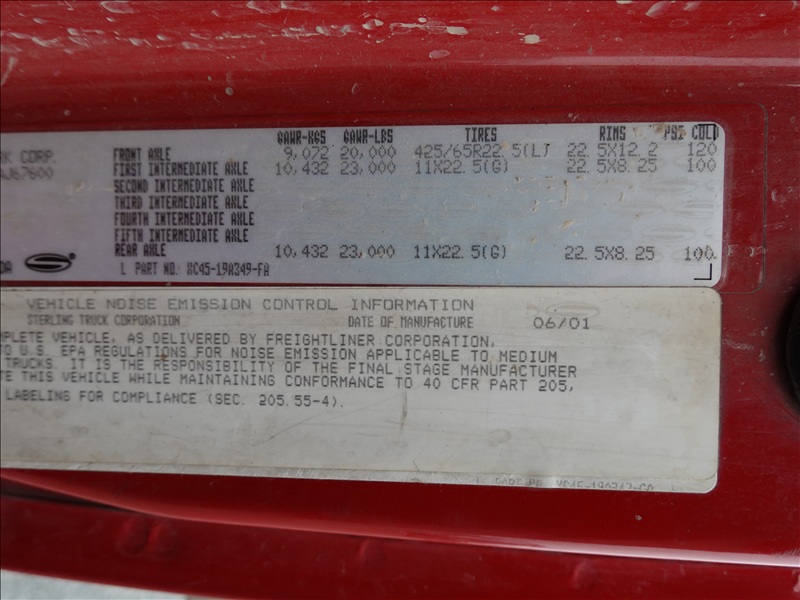 GAWR-KGS GAWR-LBS TIRES RIMS PSI COLD
RK CORP. FRONT AXLE 9,072 20,000 425/65R22.5(L) 22.5X12.2 120
AJ67600 FIRST INTERMEDIATE AXLE 10,432 23,000 11X22.5(G) 22.5X8.25 100
SECOND INTERMEDIATE AXLE
THIRD INTERMEDIATE AXLE
FOURTH INTERMEDIATE AXLE
FIFTH INTERMEDIATE AXLE
DA REAR AXLE 10,432 23,000 11X22.5(G) 22.5X8.25 100
L PART NO. XC45-19A349-FA
VEHICLE NOISE EMISSION CONTROL INFORMATION
STERLING TRUCK CORPORATION DATE OF MANUFACTURE 06/01
MPLETE VEHICLE, AS DELIVERED BY FREIGHTLINER CORPORATION,
TO U.S. EPA REGULATIONS FOR NOISE EMISSION APPLICABLE TO MEDIUM
TRUCKS. IT IS THE RESPONSIBILITY OF THE FINAL STAGE MANUFACTURER
TE THIS VEHICLE WHILE MAINTAINING CONFORMANCE TO 40 CFR PART 205,
LABELING FOR COMPLIANCE (SEC. 205.55-4).